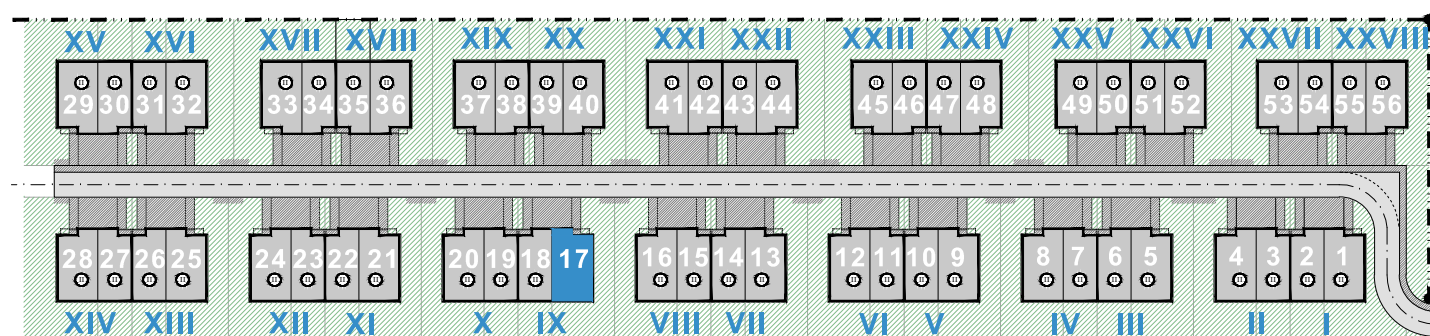 XV XVI XVII XVIII XIX XX XXI XXII XXIII XXIV XXV XXVI XXVII XXVIII
29 30 31 32 33 34 35 36 37 38 39 40 41 42 43 44 45 46 47 48 49 50 51 52 53 54 55 56
28 27 26 25 24 23 22 21 20 19 18 17 16 15 14 13 12 11 10 9 8 7 6 5 4 3 2 1
XIV XIII XII XI X IX VIII VII VI V IV III II I